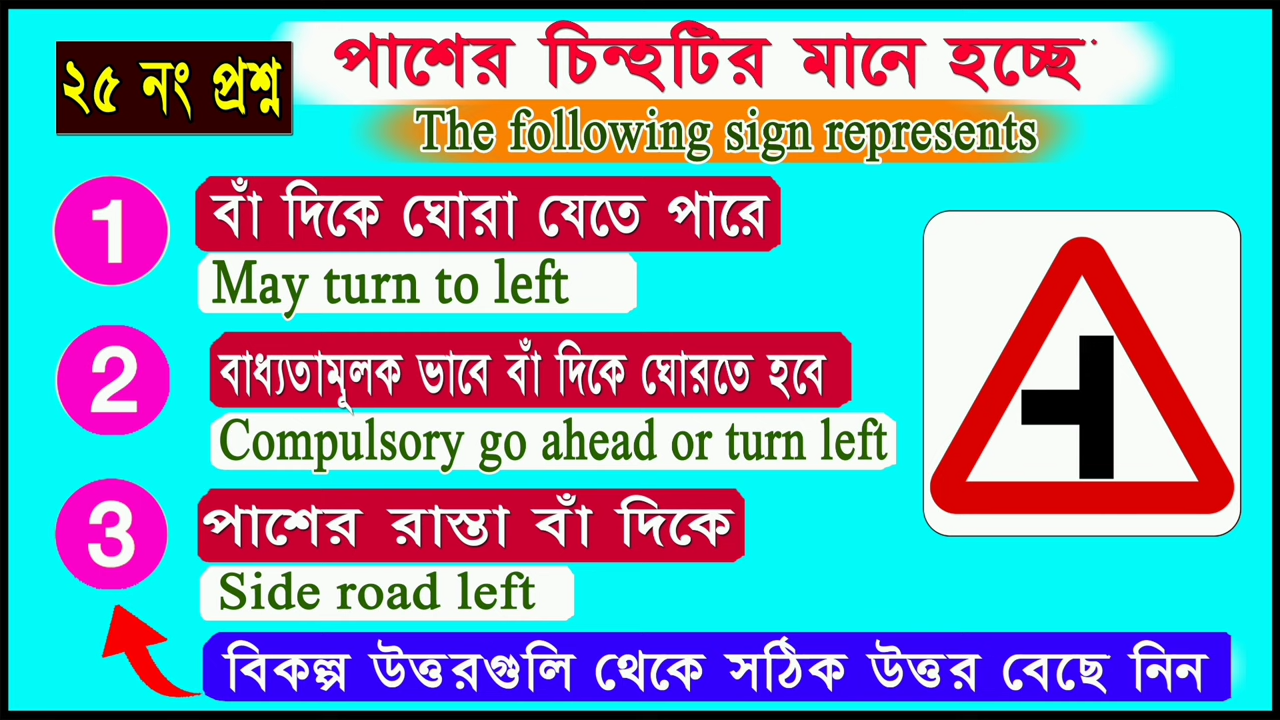 ২৫ নং প্রশ্ন
পাশের চিন্হটির মানে হচ্ছে
The following sign represents
1
বাঁ দিকে ঘোরা যেতে পারে
May turn to left
2
বাধ্যতামূলক ভাবে বাঁ দিকে ঘোরতে হবে
Compulsory go ahead or turn left
3
পাশের রাস্তা বাঁ দিকে
Side road left
বিকল্প উত্তরগুলি থেকে সঠিক উত্তর বেছে নিন